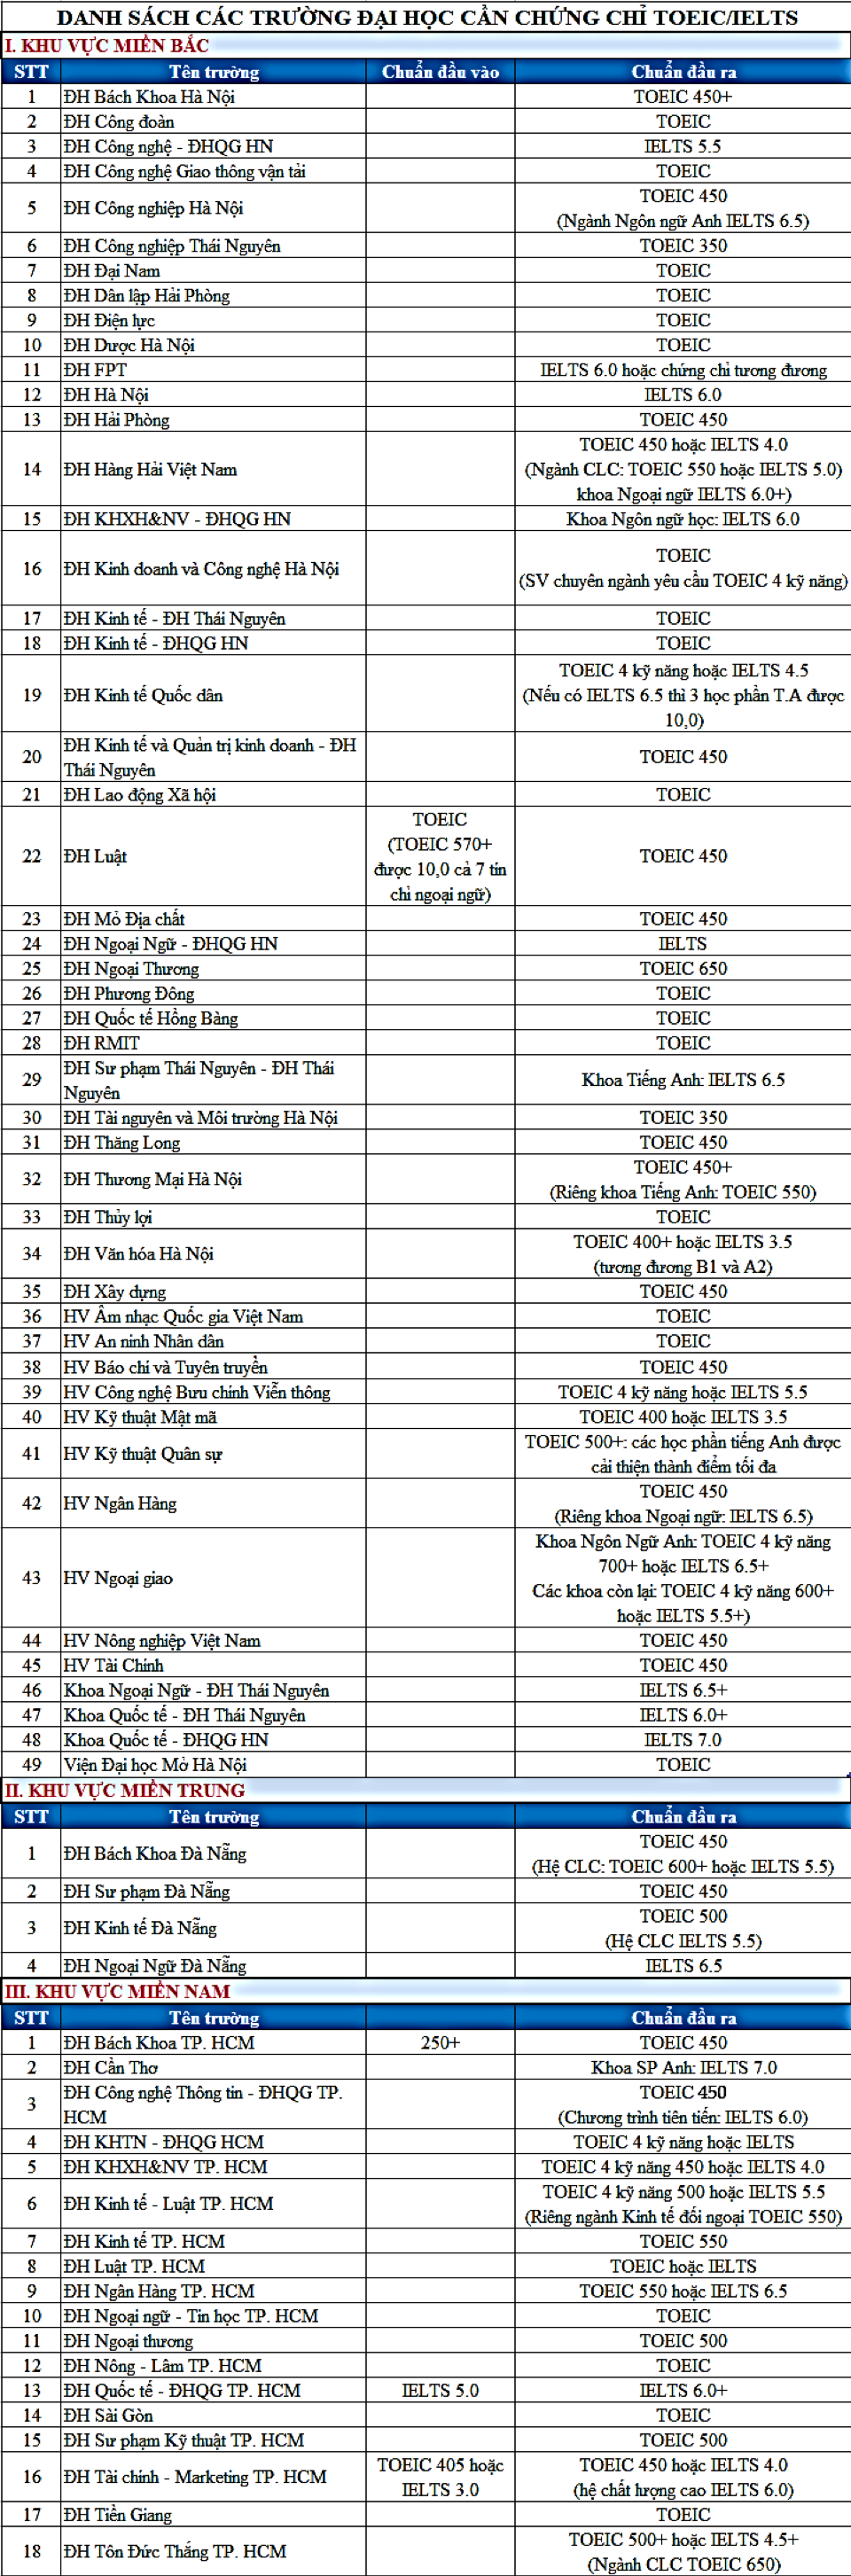 DANH SÁCH CÁC TRƯỜNG ĐẠI HỌC CẦN CHỨNG CHỈ TOEIC/IELTS
I. KHU VỰC MIỀN BẮC
STT Tên trường Chuẩn đầu vào Chuẩn đầu ra
1 ĐH Bách Khoa Hà Nội TOEIC 450+
2 ĐH Công đoàn TOEIC
3 ĐH Công nghệ - ĐHQG HN IELTS 5.5
4 ĐH Công nghệ Giao thông vận tải TOEIC
5 ĐH Công nghiệp Hà Nội TOEIC 450
(Ngành Ngôn ngữ Anh IELTS 6.5)
6 ĐH Công nghiệp Thái Nguyên TOEIC 350
7 ĐH Đại Nam TOEIC
8 ĐH Dân lập Hải Phòng TOEIC
9 ĐH Điện lực TOEIC
10 ĐH Dược Hà Nội TOEIC
11 ĐH FPT IELTS 6.0 hoặc chứng chỉ tương đương
12 ĐH Hà Nội IELTS 6.0
13 ĐH Hải Phòng TOEIC 450
14 ĐH Hàng Hải Việt Nam TOEIC 450 hoặc IELTS 4.0
(Ngành CLC: TOEIC 550 hoặc IELTS 5.0)
khoa Ngoại ngữ IELTS 6.0+)
15 ĐH KHXH&NV - ĐHQG HN Khoa Ngôn ngữ học: IELTS 6.0
16 ĐH Kinh doanh và Công nghệ Hà Nội TOEIC
(SV chuyên ngành yêu cầu TOEIC 4 kỹ năng)
17 ĐH Kinh tế - ĐH Thái Nguyên TOEIC
18 ĐH Kinh tế - ĐHQG HN TOEIC
19 ĐH Kinh tế Quốc dân TOEIC 4 kỹ năng hoặc IELTS 4.5
(Nếu có IELTS 6.5 thì 3 học phần T.A được
10,0)
20 ĐH Kinh tế và Quản trị kinh doanh - ĐH
Thái Nguyên TOEIC 450
21 ĐH Lao động Xã hội TOEIC
22 ĐH Luật TOEIC
(TOEIC 570+
được 10,0 cả 7 tín
chỉ ngoại ngữ) TOEIC 450
23 ĐH Mỏ Địa chất TOEIC 450
24 ĐH Ngoại Ngữ - ĐHQG HN IELTS
25 ĐH Ngoại Thương TOEIC 650
26 ĐH Phương Đông TOEIC
27 ĐH Quốc tế Hồng Bàng TOEIC
28 ĐH RMIT TOEIC
29 ĐH Sư phạm Thái Nguyên - ĐH Thái
Nguyên Khoa Tiếng Anh: IELTS 6.5
30 ĐH Tài nguyên và Môi trường Hà Nội TOEIC 350
31 ĐH Thăng Long TOEIC 450
32 ĐH Thương Mại Hà Nội TOEIC 450+
(Riêng khoa Tiếng Anh: TOEIC 550)
33 ĐH Thủy lợi TOEIC
34 ĐH Văn hóa Hà Nội TOEIC 400+ hoặc IELTS 3.5
(tương đương B1 và A2)
35 ĐH Xây dựng TOEIC 450
36 HV Âm nhạc Quốc gia Việt Nam TOEIC
37 HV An ninh Nhân dân TOEIC
38 HV Báo chí và Tuyên truyền TOEIC 450
39 HV Công nghệ Bưu chính Viễn thông TOEIC 4 kỹ năng hoặc IELTS 5.5
40 HV Kỹ thuật Mật mã TOEIC 400 hoặc IELTS 3.5
41 HV Kỹ thuật Quân sự TOEIC 500+: các học phần tiếng Anh được
cải thiện thành điểm tối đa
42 HV Ngân Hàng TOEIC 450
(Riêng khoa Ngoại ngữ: IELTS 6.5)
43 HV Ngoại giao Khoa Ngôn Ngữ Anh: TOEIC 4 kỹ năng
700+ hoặc IELTS 6.5+
Các khoa còn lại: TOEIC 4 kỹ năng 600+
hoặc IELTS 5.5+)
44 HV Nông nghiệp Việt Nam TOEIC 450
45 HV Tài Chính TOEIC 450
46 Khoa Ngoại Ngữ - ĐH Thái Nguyên IELTS 6.5+
47 Khoa Quốc tế - ĐH Thái Nguyên IELTS 6.0+
48 Khoa Quốc tế - ĐHQG HN IELTS 7.0
49 Viện Đại học Mở Hà Nội TOEIC
II. KHU VỰC MIỀN TRUNG
STT Tên trường Chuẩn đầu ra
1 ĐH Bách Khoa Đà Nẵng TOEIC 450
(Hệ CLC: TOEIC 600+ hoặc IELTS 5.5)
2 ĐH Sư phạm Đà Nẵng TOEIC 450
3 ĐH Kinh tế Đà Nẵng TOEIC 500
(Hệ CLC IELTS 5.5)
4 ĐH Ngoại Ngữ Đà Nẵng IELTS 6.5
III. KHU VỰC MIỀN NAM
STT Tên trường Chuẩn đầu ra
1 ĐH Bách Khoa TP. HCM 250+ TOEIC 450
2 ĐH Cần Thơ Khoa SP Anh: IELTS 7.0
3 ĐH Công nghệ Thông tin - ĐHQG TP.
HCM TOEIC 450
(Chương trình tiên tiến: IELTS 6.0)
4 ĐH KHTN - ĐHQG HCM TOEIC 4 kỹ năng hoặc IELTS
5 ĐH KHXH&NV TP. HCM TOEIC 4 kỹ năng 450 hoặc IELTS 4.0
6 ĐH Kinh tế - Luật TP. HCM TOEIC 4 kỹ năng 500 hoặc IELTS 5.5
(Riêng ngành Kinh tế đối ngoại TOEIC 550)
7 ĐH Kinh tế TP. HCM TOEIC 550
8 ĐH Luật TP. HCM TOEIC hoặc IELTS
9 ĐH Ngân Hàng TP. HCM TOEIC 550 hoặc IELTS 6.5
10 ĐH Ngoại ngữ - Tin học TP. HCM TOEIC
11 ĐH Ngoại thương TOEIC 500
12 ĐH Nông - Lâm TP. HCM TOEIC
13 ĐH Quốc tế - ĐHQG TP. HCM IELTS 5.0 IELTS 6.0+
14 ĐH Sài Gòn TOEIC
15 ĐH Sư phạm Kỹ thuật TP. HCM TOEIC 500
16 ĐH Tài chính - Marketing TP. HCM TOEIC 405 hoặc
IELTS 3.0 TOEIC 450 hoặc IELTS 4.0
(hệ chất lượng cao IELTS 6.0)
17 ĐH Tiền Giang TOEIC
18 ĐH Tôn Đức Thắng TP. HCM TOEIC 500+ hoặc IELTS 4.5+
(Ngành CLC TOEIC 650)